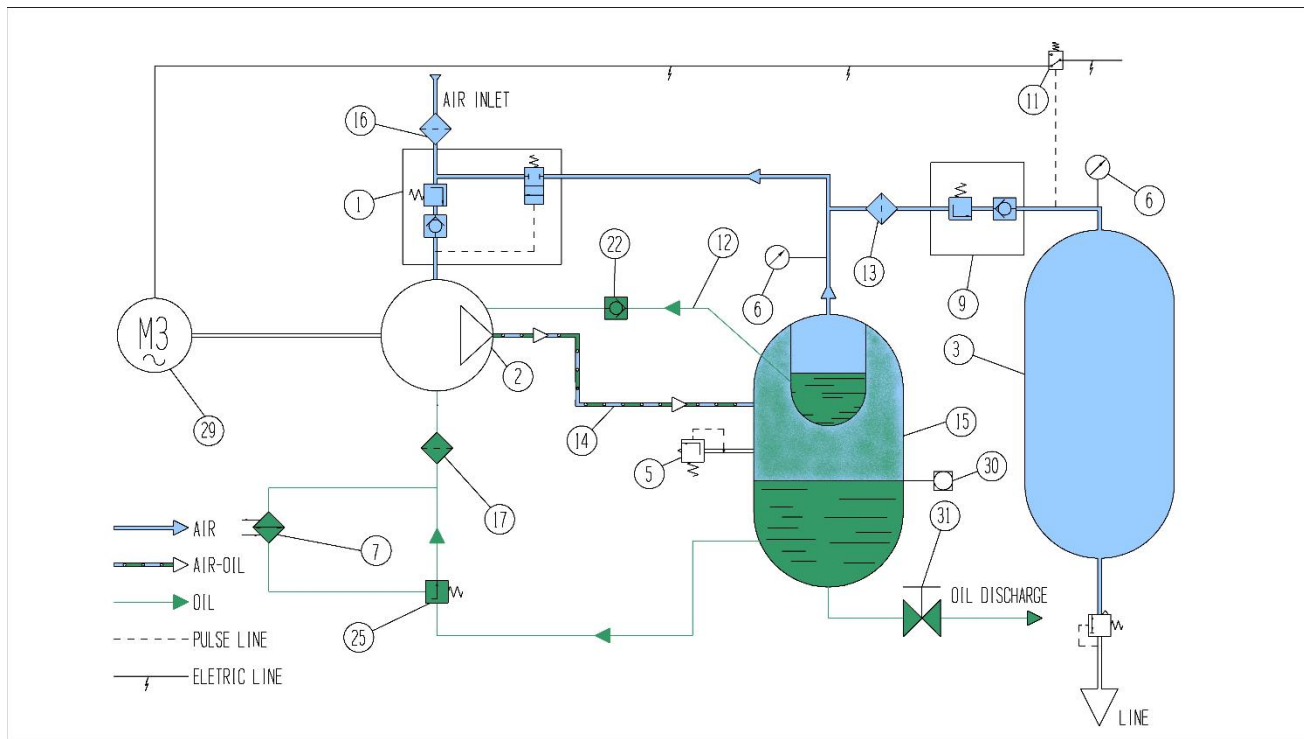 11
AIR INLET
16
6
1
12
22
13
6
9
M3
~
2
3
29
14
15
5
30
17
31
AIR
7
AIR-OIL
OIL DISCHARGE
OIL
25
PULSE LINE
ELETRIC LINE
LINE